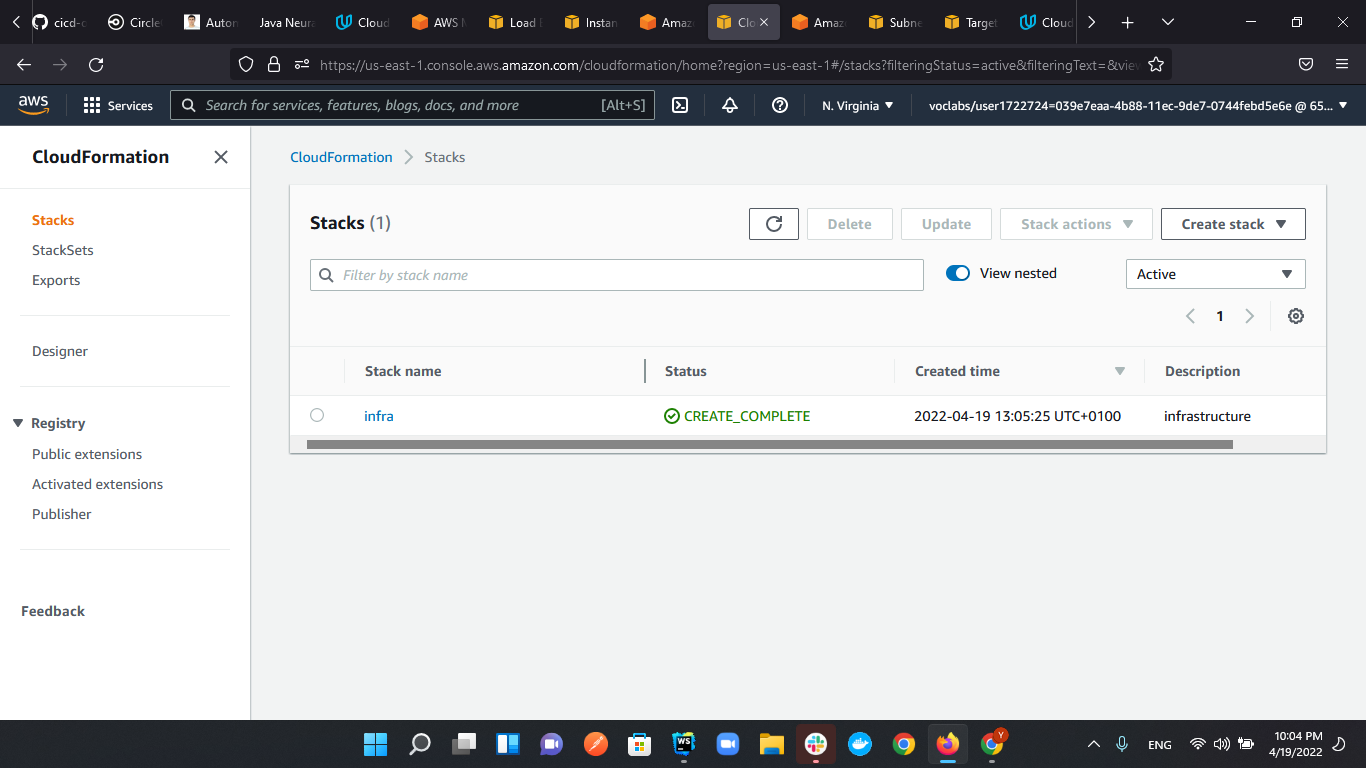 cicd-c
Circle
Autom
Java Neura
Cloud
AWS M
Load B
Instan
Amazo
Clo
Amazo
Subne
Target
Cloud
https://us-east-1.console.aws.amazon.com/cloudformation/home?region=us-east-1#/stacks?filteringStatus=active&filteringText=&view
aws
Services
Search for services, features, blogs, docs, and more [Alt+S]
N. Virginia
voclabs/user1722724=039e7eaa-4b88-11ec-9de7-0744febd5e6e @ 65...
CloudFormation
CloudFormation Stacks
Stacks
StackSets
Exports
Designer
Registry
Public extensions
Activated extensions
Publisher
Feedback
Stacks (1)
Delete
Update
Stack actions
Create stack
Filter by stack name
View nested
Active
1
Stack name Status Created time Description
infra CREATE_COMPLETE 2022-04-19 13:05:25 UTC+0100 infrastructure
WS
Y
ENG
10:04 PM
4/19/2022